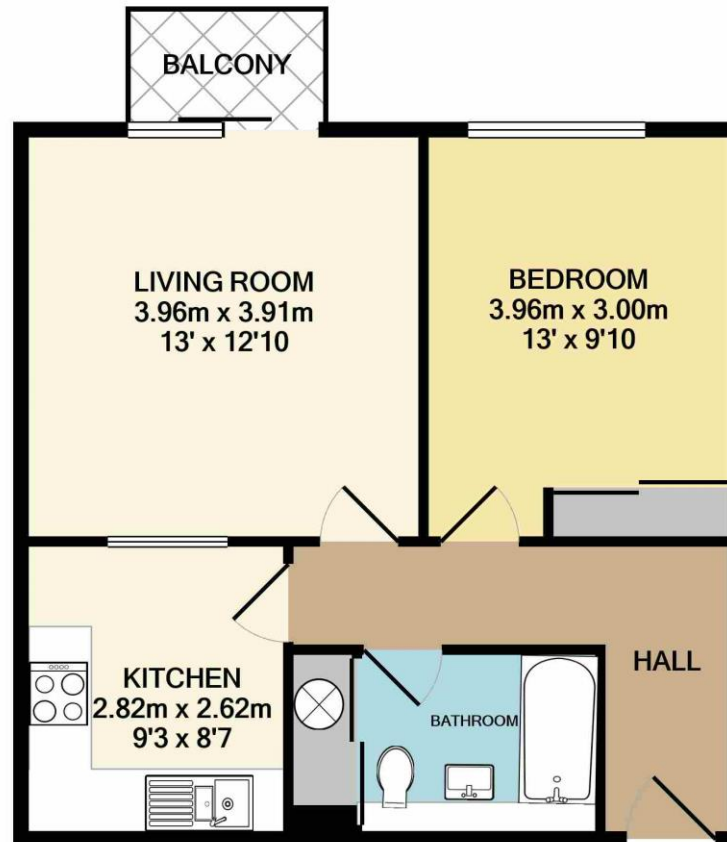 BALCONY
LIVING ROOM
3.96m x 3.91m
13' x 12'10
BEDROOM
3.96m x 3.00m
13' x 9'10
KITCHEN
2.82m x 2.62m
9'3 x 8'7
BATHROOM
HALL